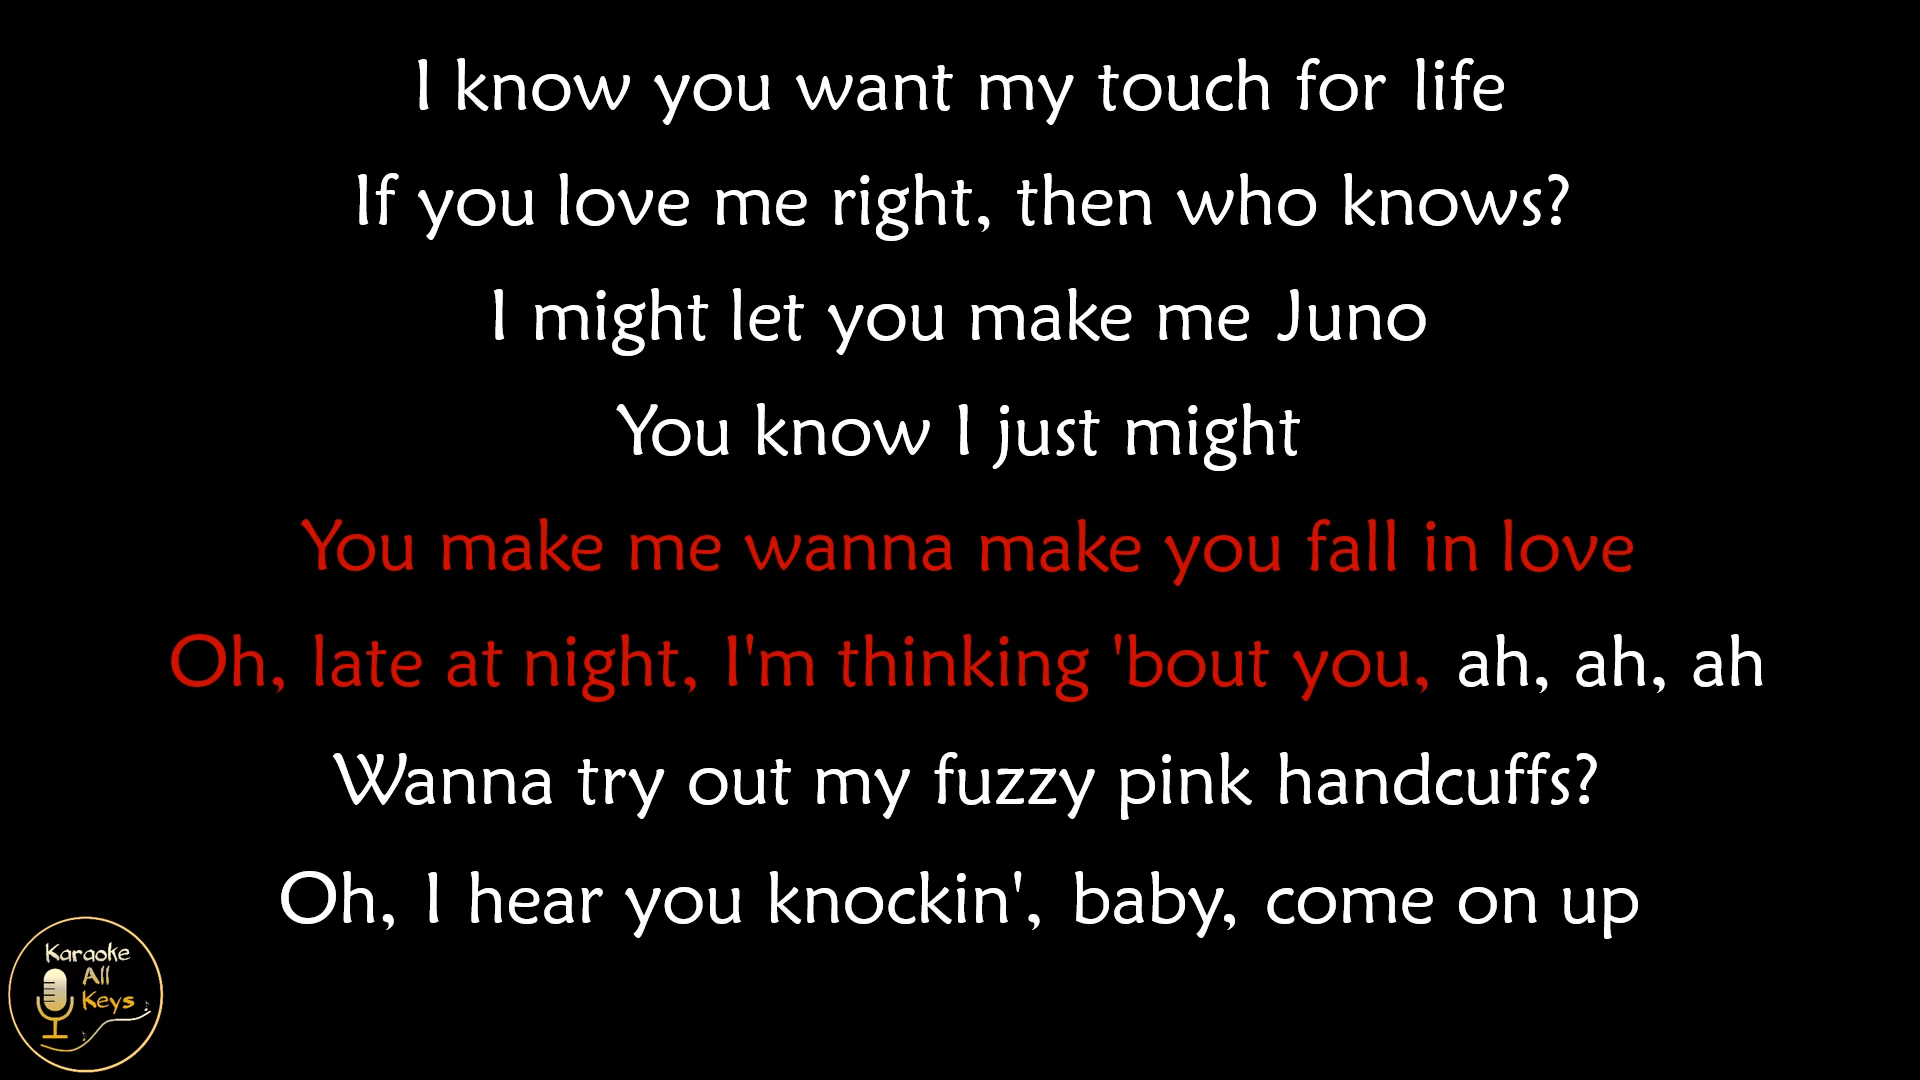 I know you want my touch for life
If you love me right, then who knows?
I might let you make me Juno
You know I just might
You make me wanna make you fall in love
Oh, late at night, I'm thinking 'bout you, ah, ah, ah
Wanna try out my fuzzy pink handcuffs?
Oh, I hear you knockin', baby, come on up
Karaoke
All
Keys